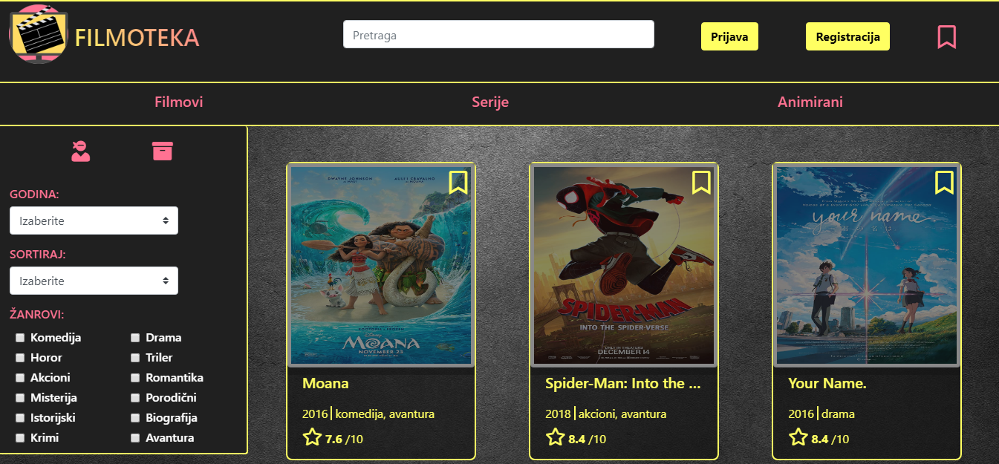 FILMOTEKA
Pretraga
Prijava
Registracija
Filmovi
Serije
Animirani
GODINA:
Izaberite
SORTIRAJ:
Izaberite
ŽANROVI:
Komedija
Drama
Horor
Triler
Akcioni
Romantika
Misterija
Porodični
Istorijski
Biografija
Krimi
Avantura
DWAYNE JOHNSON
AULI'I CRAVALHO
MOANA
NOVEMBER 23
Moana
2016 | komedija, avantura
7.6 /10
SPIDER-MAN
INTO THE SPIDER-VERSE
ONLY IN THEATERS
DECEMBER 14
Spider-Man: Into the ...
2018 | akcioni, avantura
8.4 /10
your name.
Your Name.
2016 | drama
8.4 /10